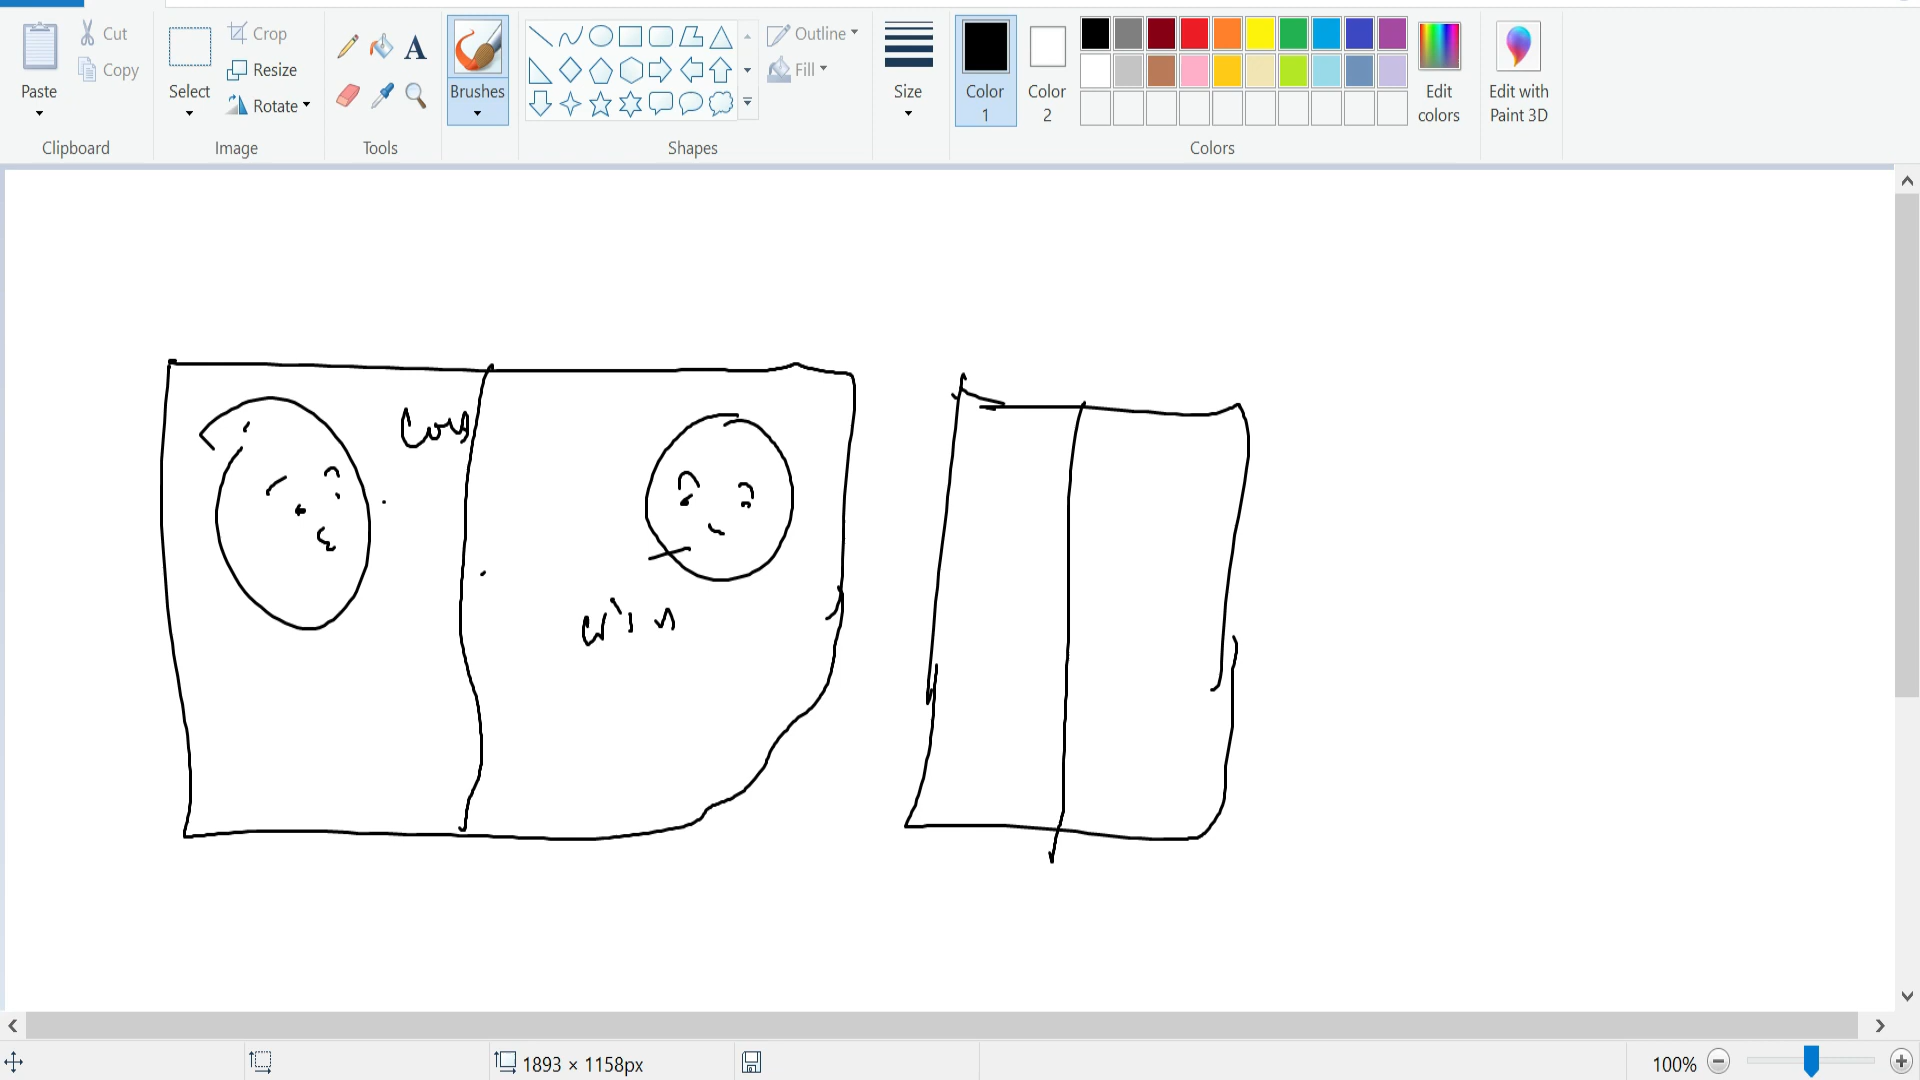 Cut
Copy
Paste
Clipboard
Crop
Resize
Rotate
Select
Image
Tools
Brushes
Shapes
Outline
Fill
Size
Color
1
Color
2
Edit
colors
Colors
Edit with
Paint 3D
win
1893 × 1158px
100%